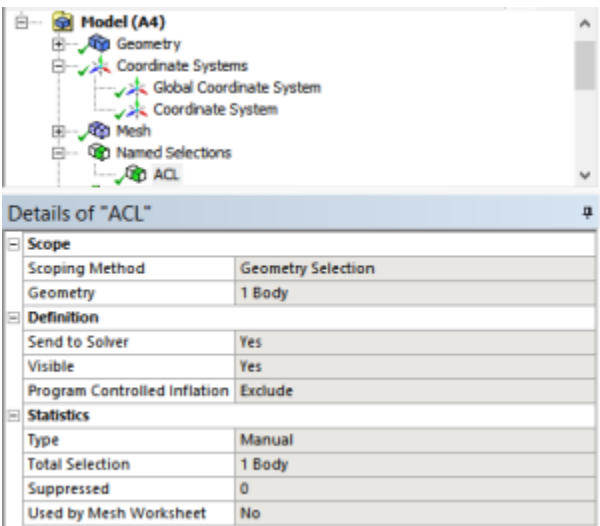 Model (A4)
Geometry
Coordinate Systems
Global Coordinate System
Coordinate System
Mesh
Named Selections
ACL
Details of "ACL"
Scope
Scoping Method Geometry Selection
Geometry 1 Body
Definition
Send to Solver Yes
Visible Yes
Program Controlled Inflation Exclude
Statistics
Type Manual
Total Selection 1 Body
Suppressed 0
Used by Mesh Worksheet No